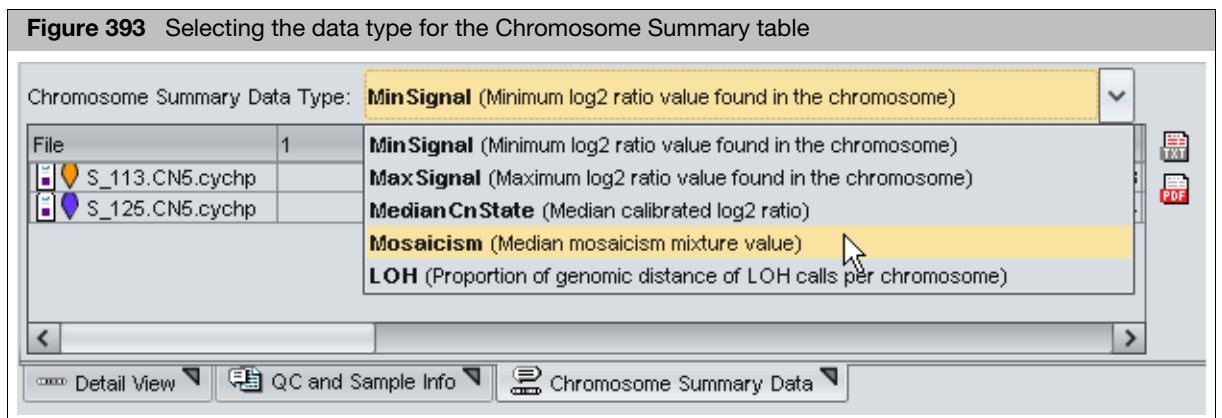 Figure 393 Selecting the data type for the Chromosome Summary table
Chromosome Summary Data Type: MinSignal (Minimum log2 ratio value found in the chromosome)
File 1
MinSignal (Minimum log2 ratio value found in the chromosome)
MaxSignal (Maximum log2 ratio value found in the chromosome)
MedianCnState (Median calibrated log2 ratio)
Mosaicism (Median mosaicism mixture value)
LOH (Proportion of genomic distance of LOH calls per chromosome)
S_113.CN5.cychp
S_125.CN5.cychp
TXT
PDF
Detail View
QC and Sample Info
Chromosome Summary Data